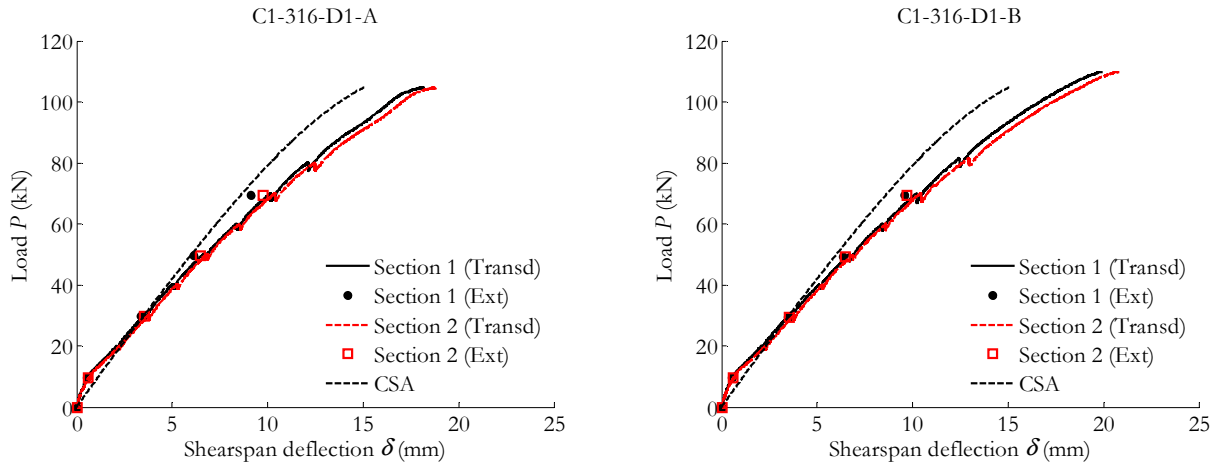 C1-316-D1-A
120
100
80
60
40
20
0
Load P (kN)
Section 1 (Transd)
Section 1 (Ext)
Section 2 (Transd)
Section 2 (Ext)
CSA
0 5 10 15 20 25
Shearspan deflection δ (mm)
C1-316-D1-B
120
100
80
60
40
20
0
Load P (kN)
Section 1 (Transd)
Section 1 (Ext)
Section 2 (Transd)
Section 2 (Ext)
CSA
0 5 10 15 20 25
Shearspan deflection δ (mm)